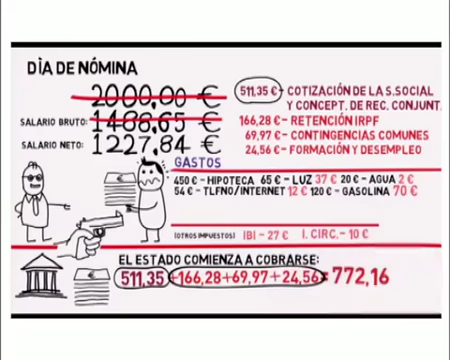 DÌA DE NÓMINA
2000,00 €
511.35 €- COTIZACIÓN DE LA S.SOCIAL
Y CONCEPT. DE REC. CONJUNT.
SALARIO BRUTO: 1488,65 €
166,28 €- RETENCIÓN IRPF
69,97 €- CONTINGENCIAS COMUNES
SALARIO NETO: 1227,84 €
24,56 €- FORMACIÓN Y DESEMPLEO
GASTOS
450 €- HIPOTECA 65 €- LUZ 37 € 20 €- AGUA 2 €
54 €- TLFNO/INTERNET 12 € 120 €- GASOLINA 70 €
(OTROS IMPUESTOS) IBI - 27 € I. CIRC.- 10 €
EL ESTADO COMIENZA A COBRARSE:
511,35+166,28+69,97+24,56=772,16